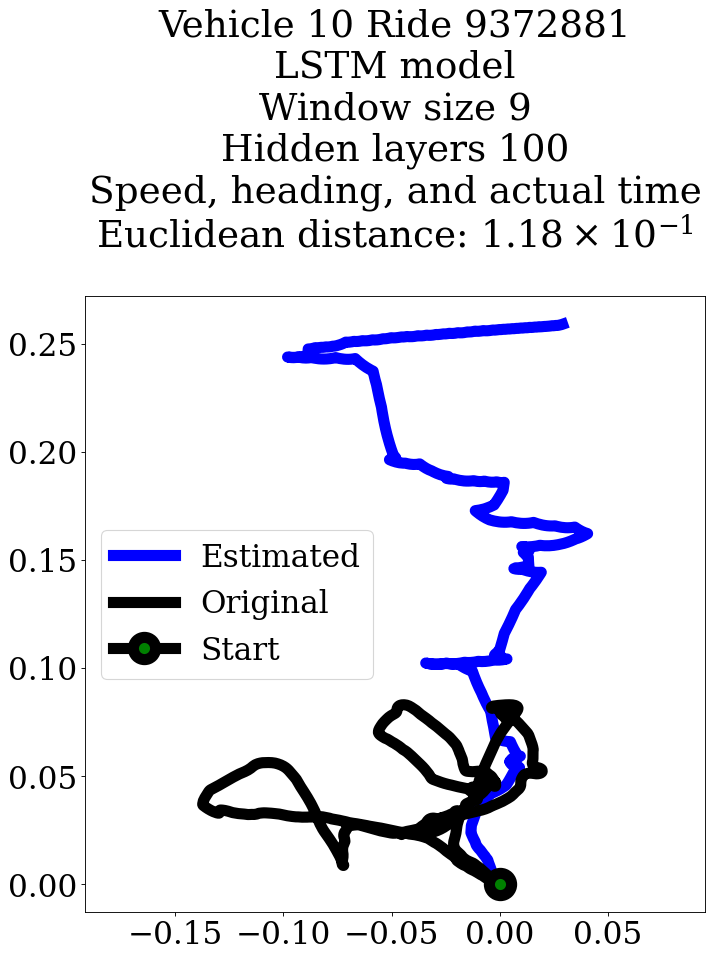 Vehicle 10 Ride 9372881
LSTM model
Window size 9
Hidden layers 100
Speed, heading, and actual time
Euclidean distance: 1.18 × 10⁻¹
0.25
0.20
0.15
0.10
0.05
0.00
Estimated
Original
Start
−0.15 −0.10 −0.05 0.00 0.05